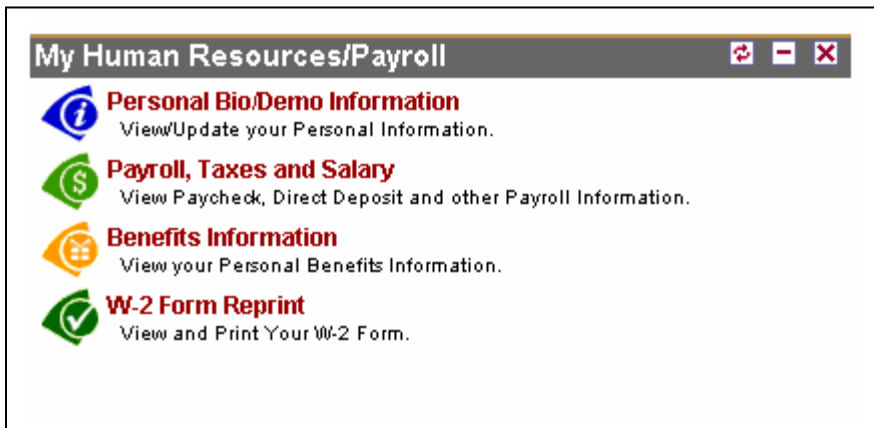 My Human Resources/Payroll
Personal Bio/Demo Information
View/Update your Personal Information.
Payroll, Taxes and Salary
View Paycheck, Direct Deposit and other Payroll Information.
Benefits Information
View your Personal Benefits Information.
W-2 Form Reprint
View and Print Your W-2 Form.